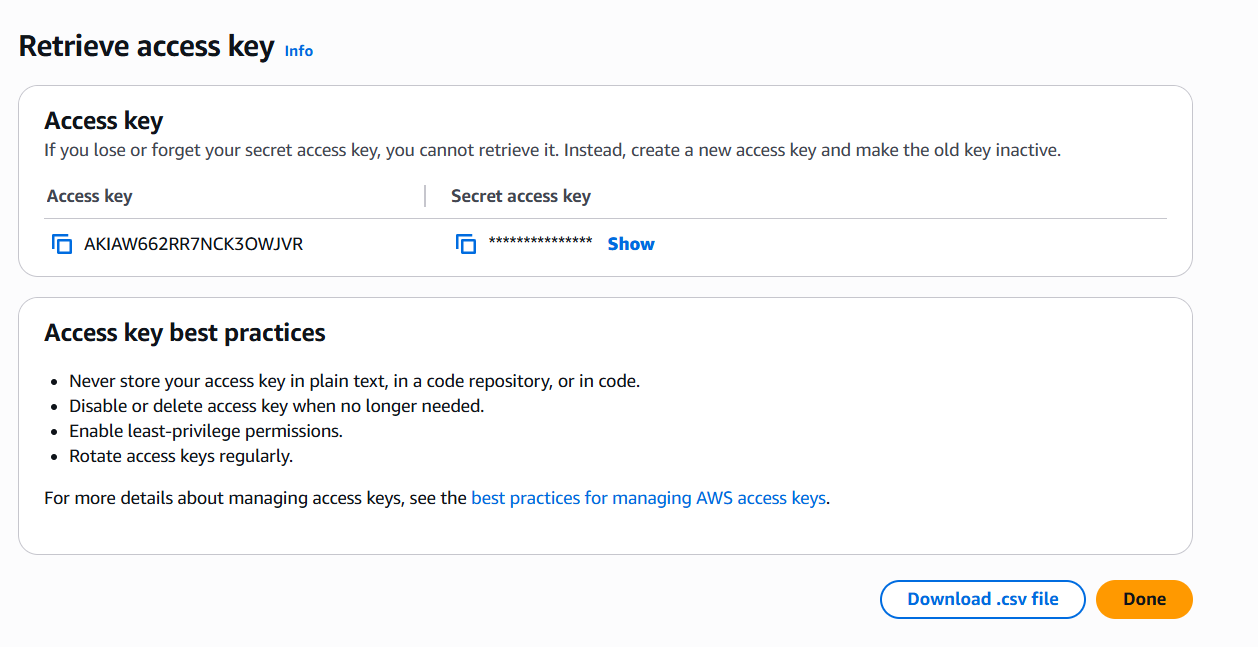 Retrieve access key Info
Access key
If you lose or forget your secret access key, you cannot retrieve it. Instead, create a new access key and make the old key inactive.
Access key | Secret access key
AKIAW662RR7NCK3OWJVR *************** Show
Access key best practices
• Never store your access key in plain text, in a code repository, or in code.
• Disable or delete access key when no longer needed.
• Enable least-privilege permissions.
• Rotate access keys regularly.
For more details about managing access keys, see the best practices for managing AWS access keys.
Download .csv file Done